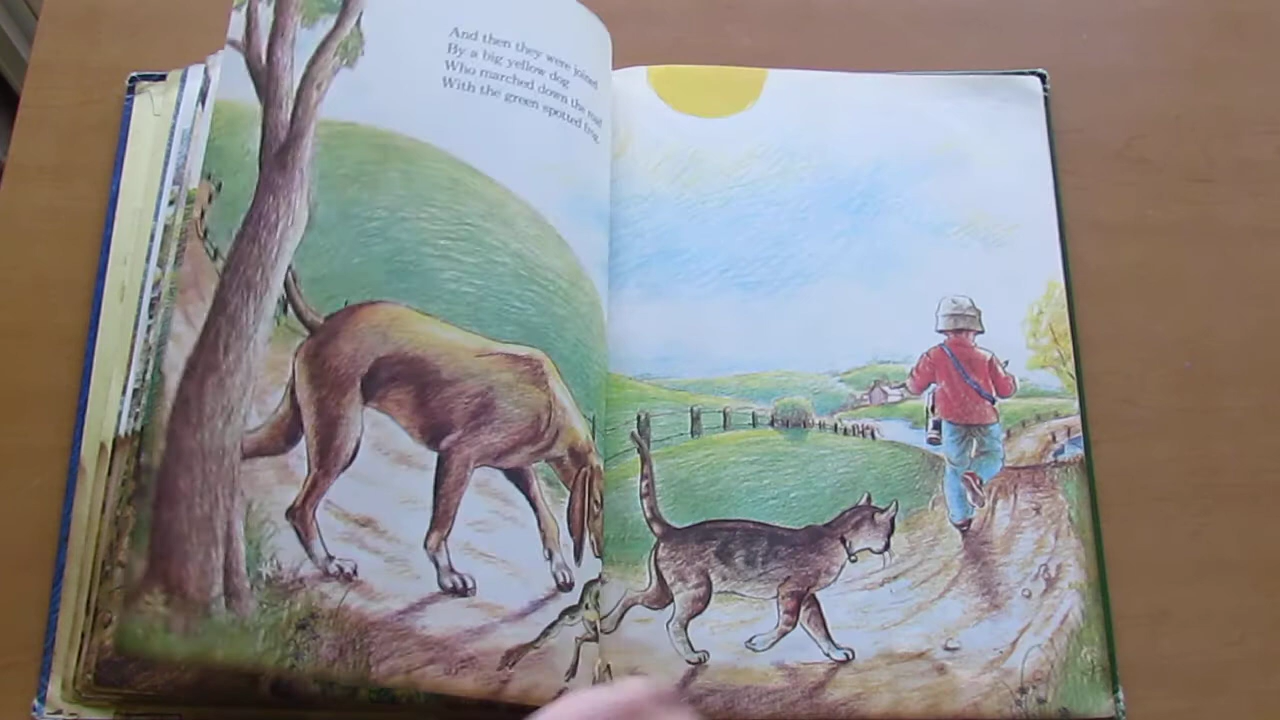 And then they were joined
By a big yellow dog
Who marched down the road
With the green spotted frog.